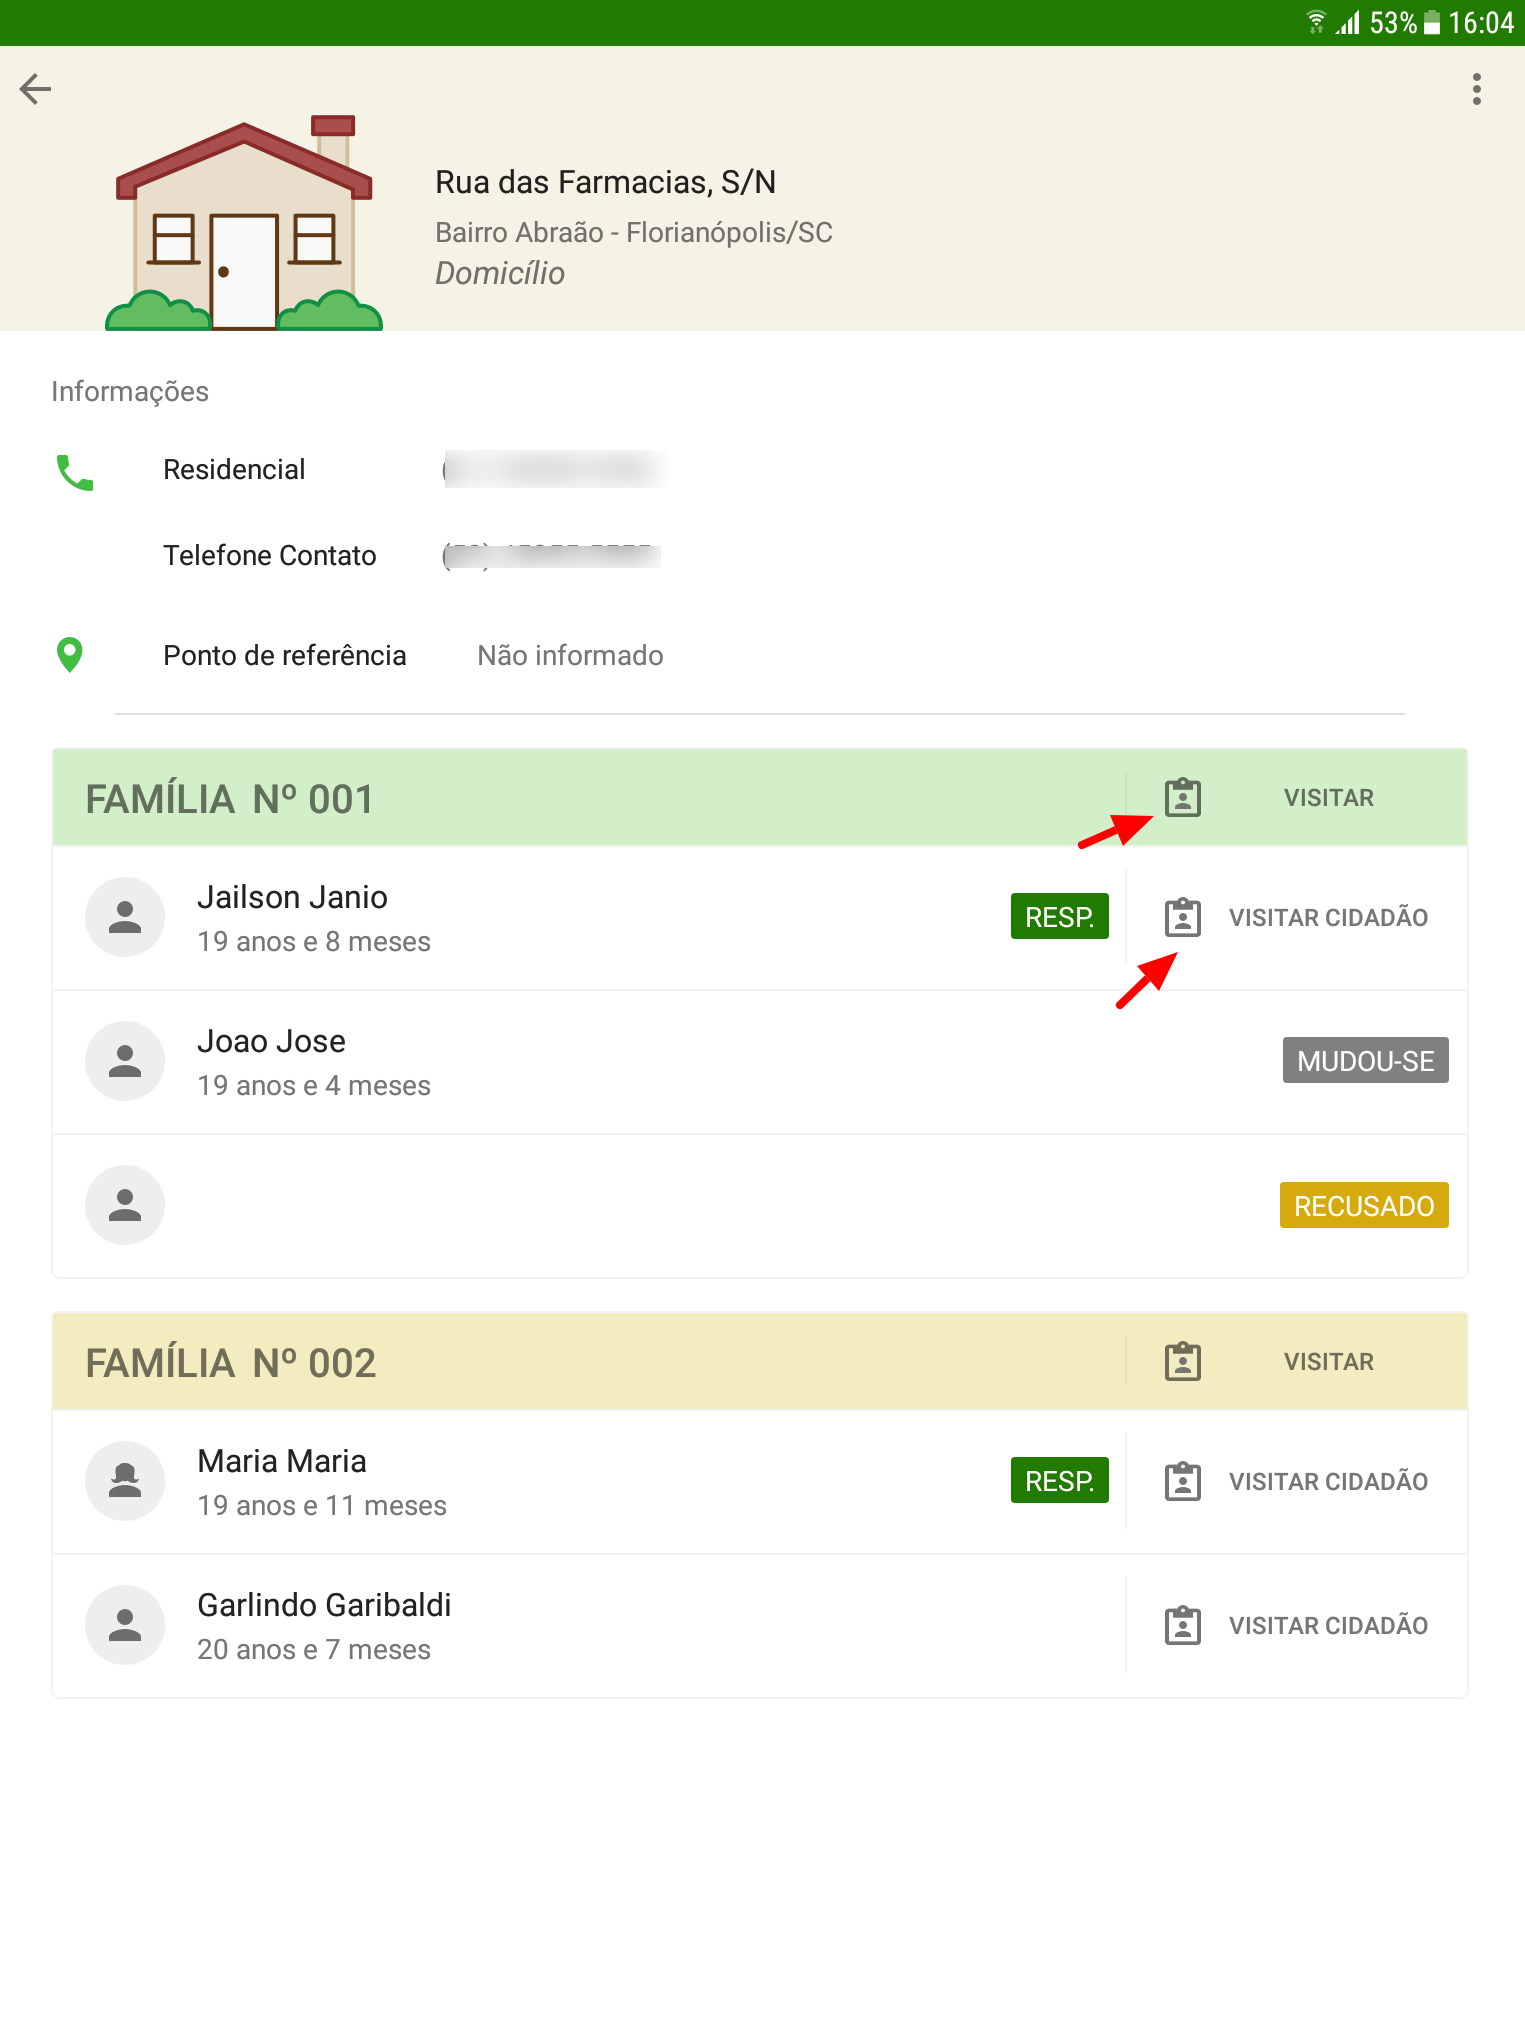 53% 16:04
Rua das Farmacias, S/N
Bairro Abraão - Florianópolis/SC
Domicílio
Informações
Residencial
Telefone Contato
Ponto de referência Não informado
FAMÍLIA Nº 001 VISITAR
Jailson Janio
19 anos e 8 meses
RESP. VISITAR CIDADÃO
Joao Jose
19 anos e 4 meses
MUDOU-SE
RECUSADO
FAMÍLIA Nº 002 VISITAR
Maria Maria
19 anos e 11 meses
RESP. VISITAR CIDADÃO
Garlindo Garibaldi
20 anos e 7 meses
VISITAR CIDADÃO